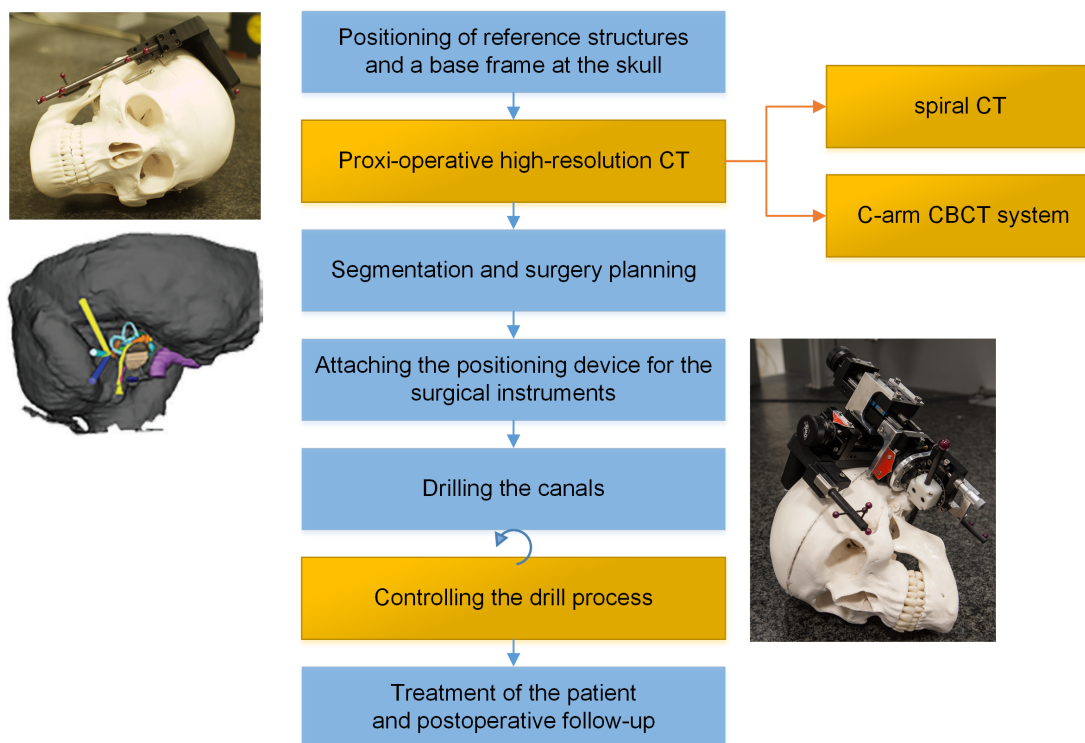 Positioning of reference structures
and a base frame at the skull
Proxi-operative high-resolution CT
spiral CT
C-arm CBCT system
Segmentation and surgery planning
Attaching the positioning device for the
surgical instruments
Drilling the canals
Controlling the drill process
Treatment of the patient
and postoperative follow-up